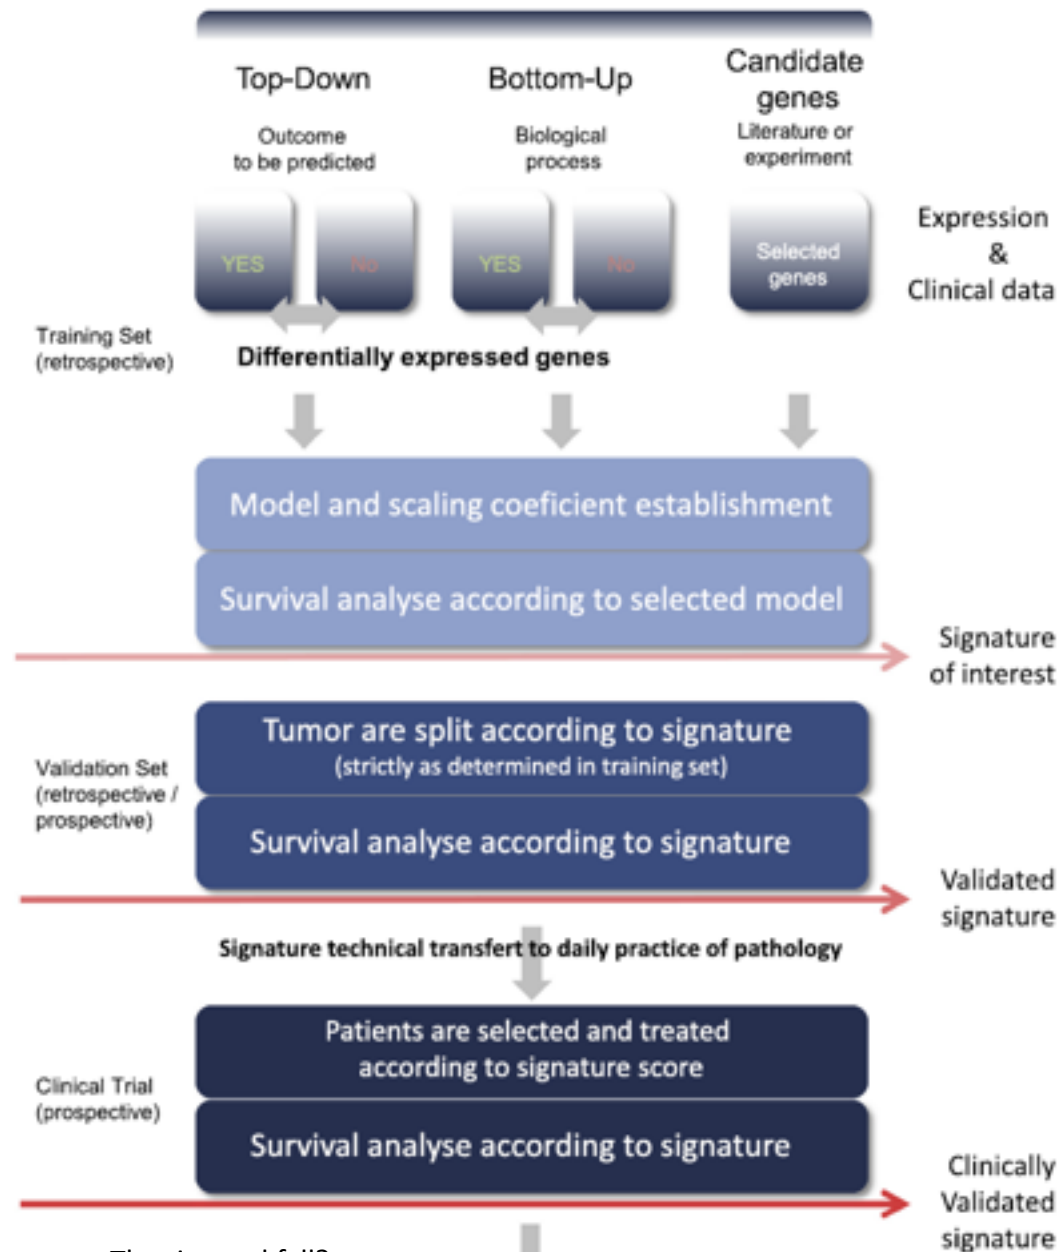 Top-Down
Bottom-Up
Candidate
genes
Outcome
to be predicted
Biological
process
Literature or
experiment
YES
No
YES
No
Selected
genes
Expression
&
Clinical data
Training Set
(retrospective)
Differentially expressed genes
Model and scaling coeficient establishment
Survival analyse according to selected model
Signature
of interest
Tumor are split according to signature
(strictly as determined in training set)
Validation Set
(retrospective /
prospective)
Survival analyse according to signature
Validated
signature
Signature technical transfert to daily practice of pathology
Patients are selected and treated
according to signature score
Clinical Trial
(prospective)
Survival analyse according to signature
Clinically
Validated
signature